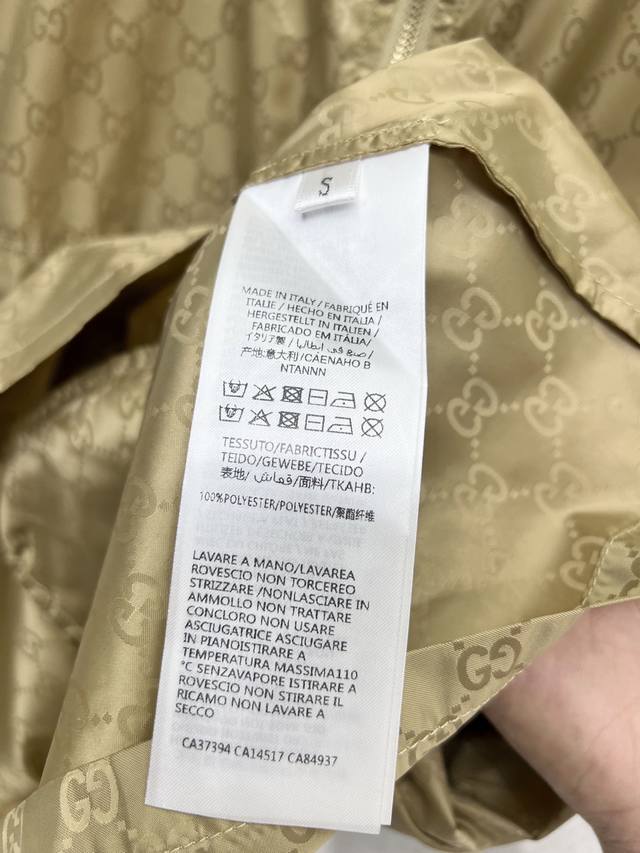 S
MADE IN ITALY / FABRIQUÉ EN
ITALIE / HECHO EN ITALIA /
HERGESTELLT IN ITALIEN /
FABRICADO EM ITÁLIA/
イタリア製 / صنع في إيطاليا /
产地:意大利/CAENAHO B
NTANNN
TESSUTO/FABRICTISSU /
TEIDO/GEWEBE/TECIDO
表地/ قماش /面料/TKAHB:
100%POLYESTER/POLYESTER/聚酯纤维
LAVARE A MANO/LAVAREA
ROVESCIO NON TORCEREO
STRIZZARE /NONLASCIARE IN
AMMOLLO NON TRATTARE
CONCLORO NON USARE
ASCIUGATRICE ASCIUGARE
IN PIANOISTIRARE A
TEMPERATURA MASSIMA110
°C SENZAVAPORE ISTIRARE A
ROVESCIO NON STIRARE IL
RICAMO NON LAVARE A
SECCO
CA37394 CA14517 CA84937